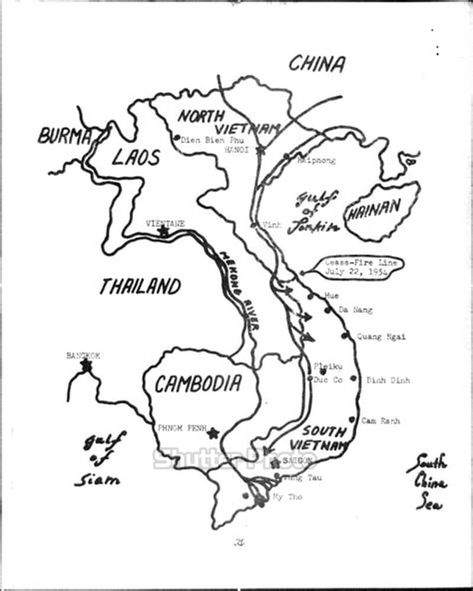 CHINA
NORTH
VIETNAM
BURMA
Dien Bien Phu
HANOI
LAOS
Haiphong
Gulf
of
Tonkin
HAINAN
VIENTANE
Vinh
Cease-Fire Line
July 22, 1954
MEKONG RIVER
THAILAND
Hue
Da Nang
Quang Ngai
BANGKOK
Pleiku
CAMBODIA
Duc Co
Binh Dinh
Cam Ranh
PHNOM PENH
SOUTH
VIETNAM
Gulf
of
Siam
Shutter Photo
SAIGON
Vung Tau
South
China
Sea
My Tho